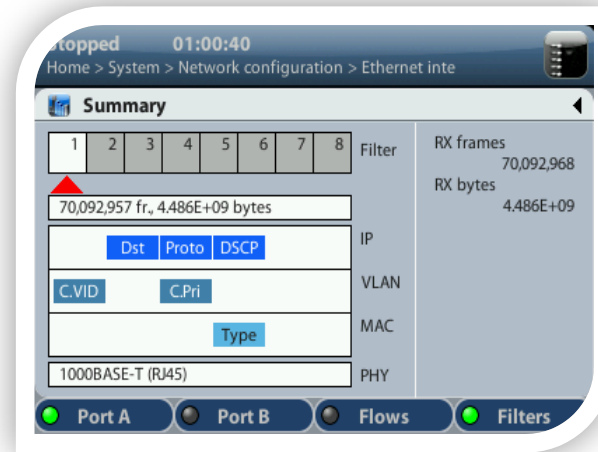 Stopped 01:00:40
Home > System > Network configuration > Ethernet inte
Summary
1 2 3 4 5 6 7 8 Filter
70,092,957 fr., 4.486E+09 bytes
Dst Proto DSCP IP
C.VID C.Pri VLAN
Type MAC
1000BASE-T (RJ45) PHY
RX frames
70,092,968
RX bytes
4.486E+09
Port A Port B Flows Filters